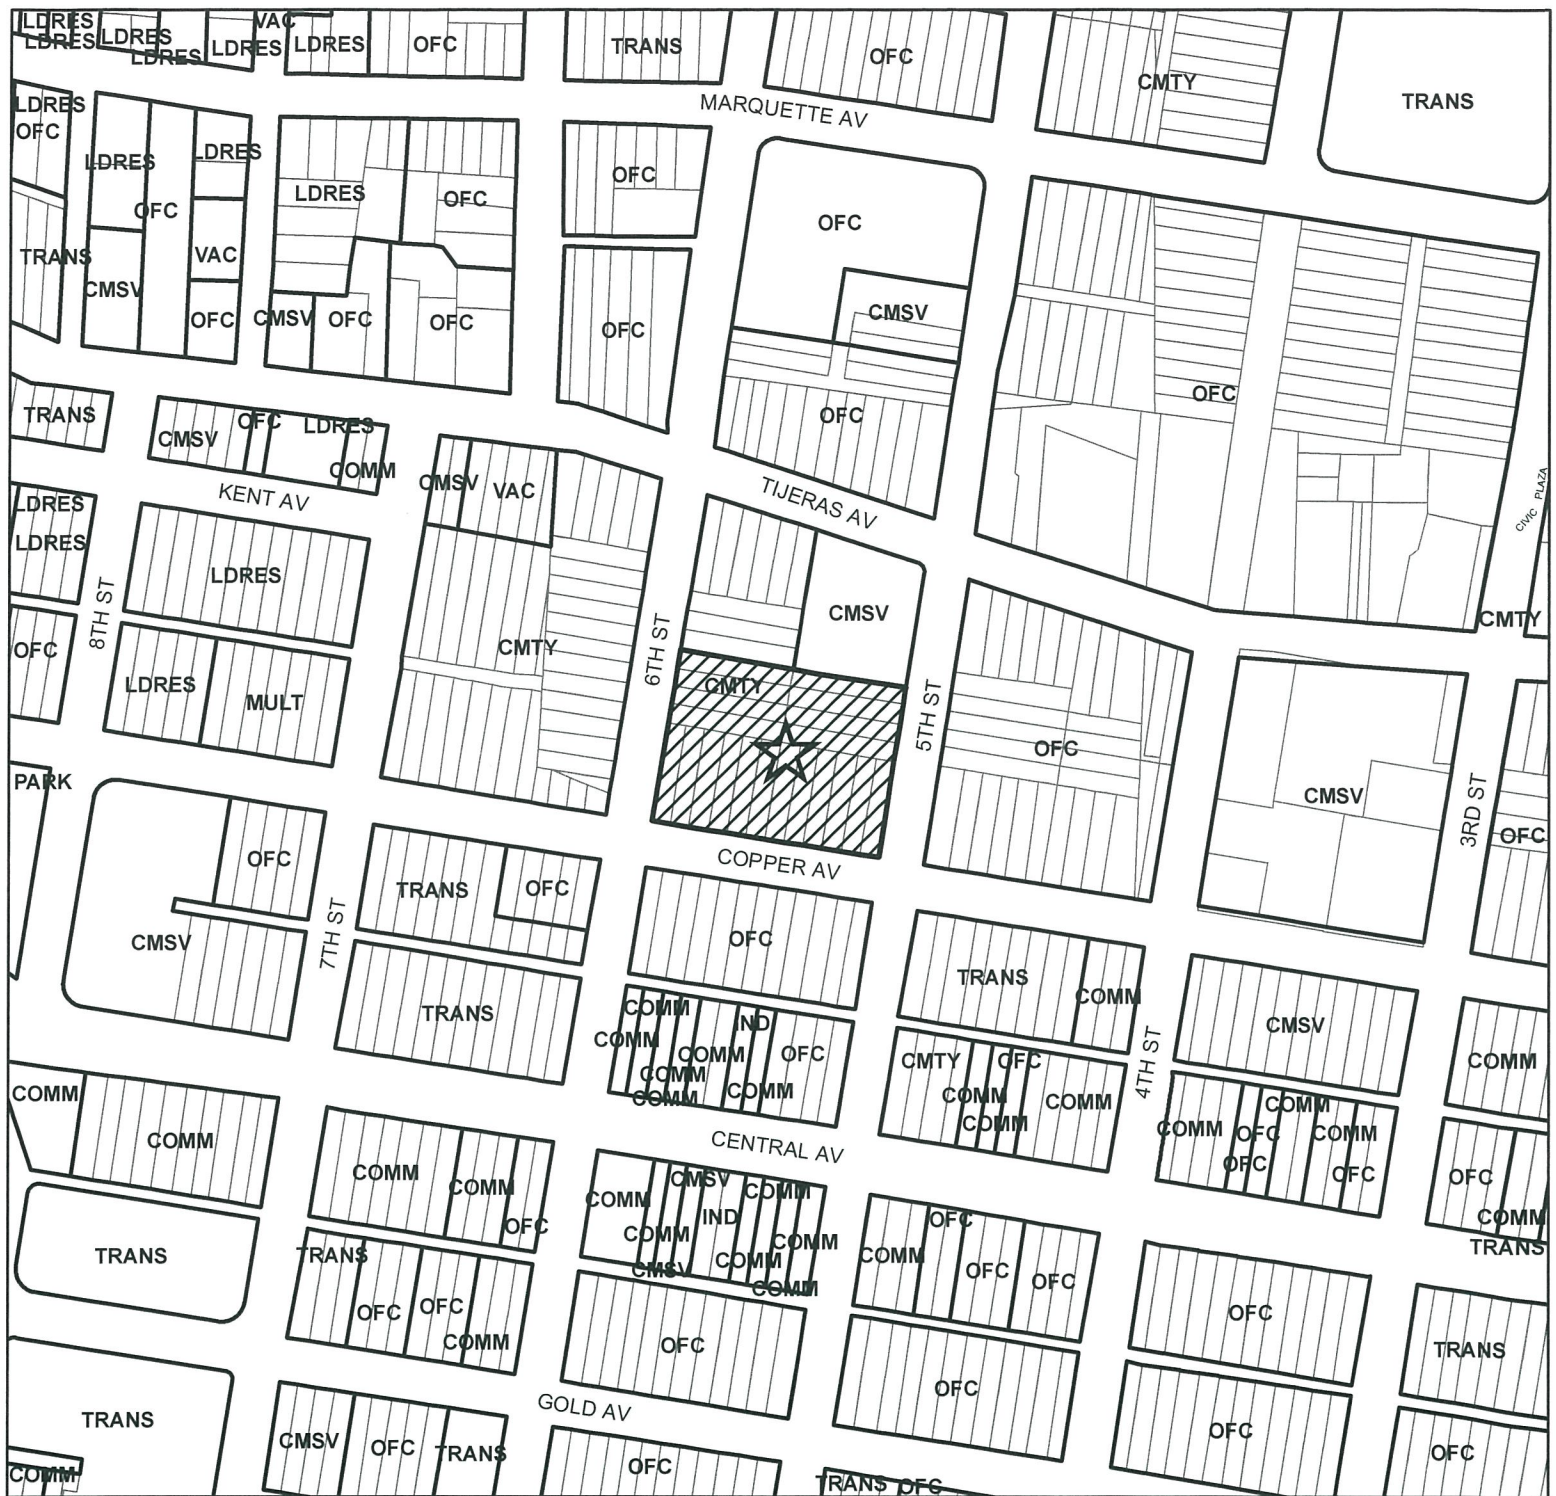 LDRES
VAC
LDRES
LDRES
LDRES
LDRES
LDRES
OFC
TRANS
OFC
LDRES
CMTY
TRANS
MARQUETTE AV
LDRES
OFC
LDRES
LDRES
OFC
LDRES
OFC
OFC
OFC
TRANS
VAC
CMSV
OFC
CMSV
OFC
OFC
OFC
CMSV
OFC
OFC
TRANS
CMSV
OFC
LDRES
COMM
OFC
KENT AV
CMSV
VAC
TIJERAS AV
CIVIC PLAZA
LDRES
LDRES
LDRES
8TH ST
OFC
CMTY
6TH ST
CMSV
CMTY
LDRES
MULT
CMTY
5TH ST
OFC
PARK
CMSV
3RD ST
OFC
OFC
TRANS
OFC
COPPER AV
CMSV
7TH ST
OFC
TRANS
TRANS
COMM
CMSV
COMM
COMM
COMM
IND
COMM
OFC
COMM
COMM
COMM
CMTY
OFC
COMM
COMM
COMM
4TH ST
COMM
COMM
COMM
OFC
COMM
OFC
OFC
OFC
COMM
COMM
CENTRAL AV
COMM
COMM
OFC
COMM
CMSV
COMM
IND
COMM
COMM
COMM
CMSV
COMM
OFC
COMM
OFC
OFC
TRANS
TRANS
TRANS
OFC
OFC
COMM
OFC
OFC
TRANS
OFC
GOLD AV
TRANS
CMSV
OFC
TRANS
OFC
OFC
OFC
COMM
TRANS
OFC